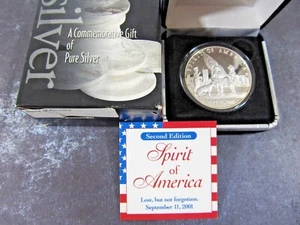 silver
A Commemorative Gift
of
Pure Silver
Second Edition
Spirit
of
America
Lost, but not forgotten.
September 11, 2001